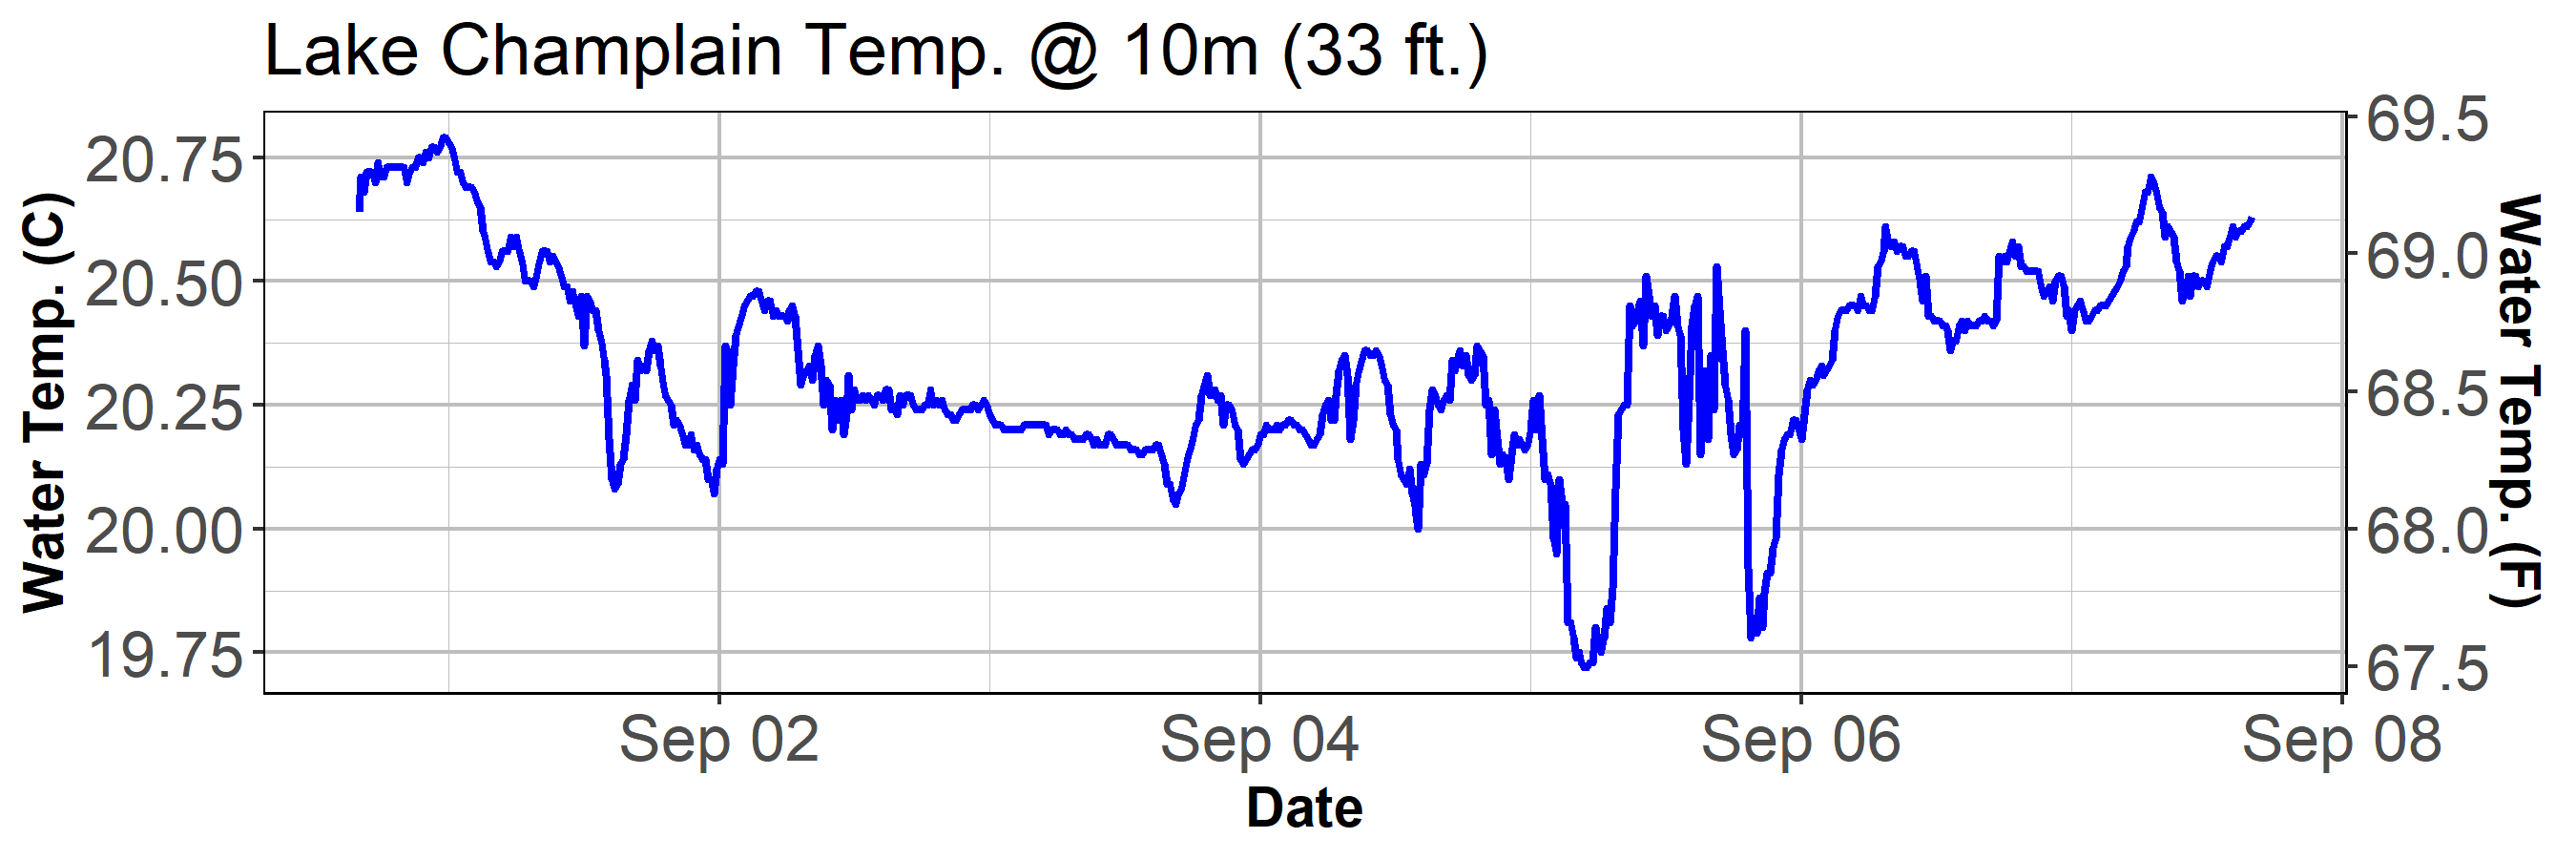 Lake Champlain Temp. @ 10m (33 ft.)
Water Temp. (C)
20.75
20.50
20.25
20.00
19.75
69.5
69.0
68.5
68.0
67.5
Water Temp. (F)
Sep 02 Sep 04 Sep 06 Sep 08
Date